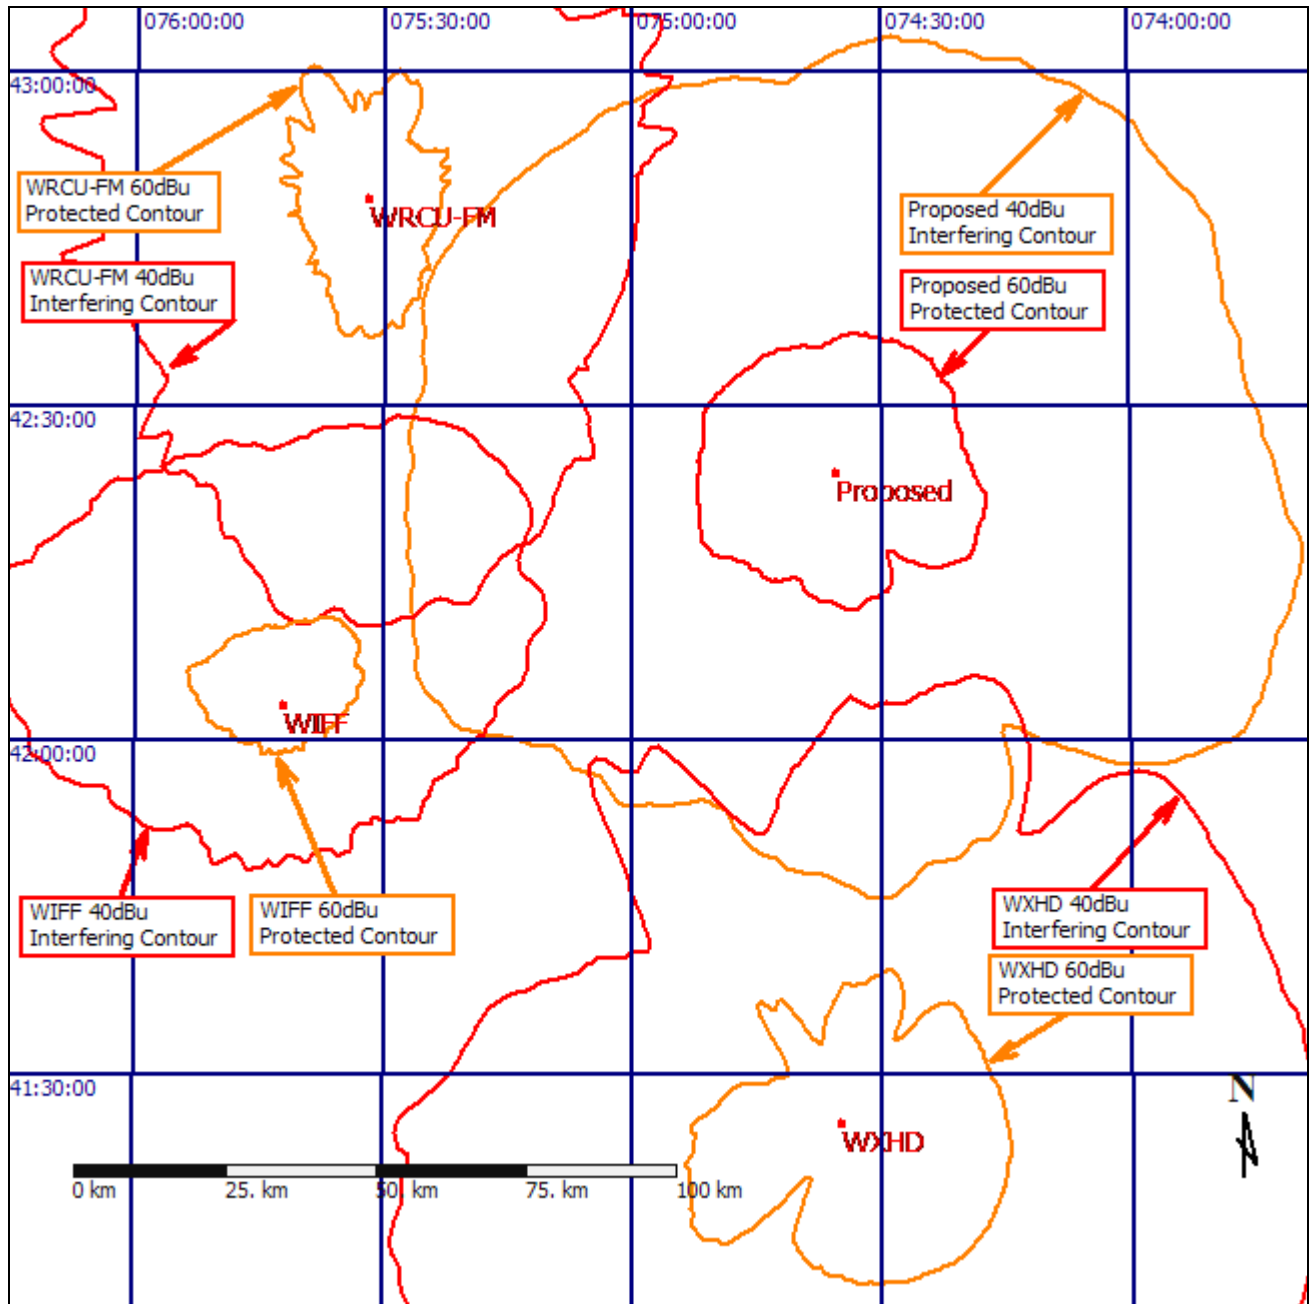 076:00:00
075:30:00
075:00:00
074:30:00
074:00:00
43:00:00
WRCU-FM 60dBu
Protected Contour
WRCU-FM
Proposed 40dBu
Interfering Contour
WRCU-FM 40dBu
Interfering Contour
Proposed 60dBu
Protected Contour
42:30:00
Proposed
WIFF
42:00:00
WIFF 40dBu
Interfering Contour
WIFF 60dBu
Protected Contour
WXHD 40dBu
Interfering Contour
WXHD 60dBu
Protected Contour
41:30:00
N
WXHD
0 km
25. km
50. km
75. km
100 km